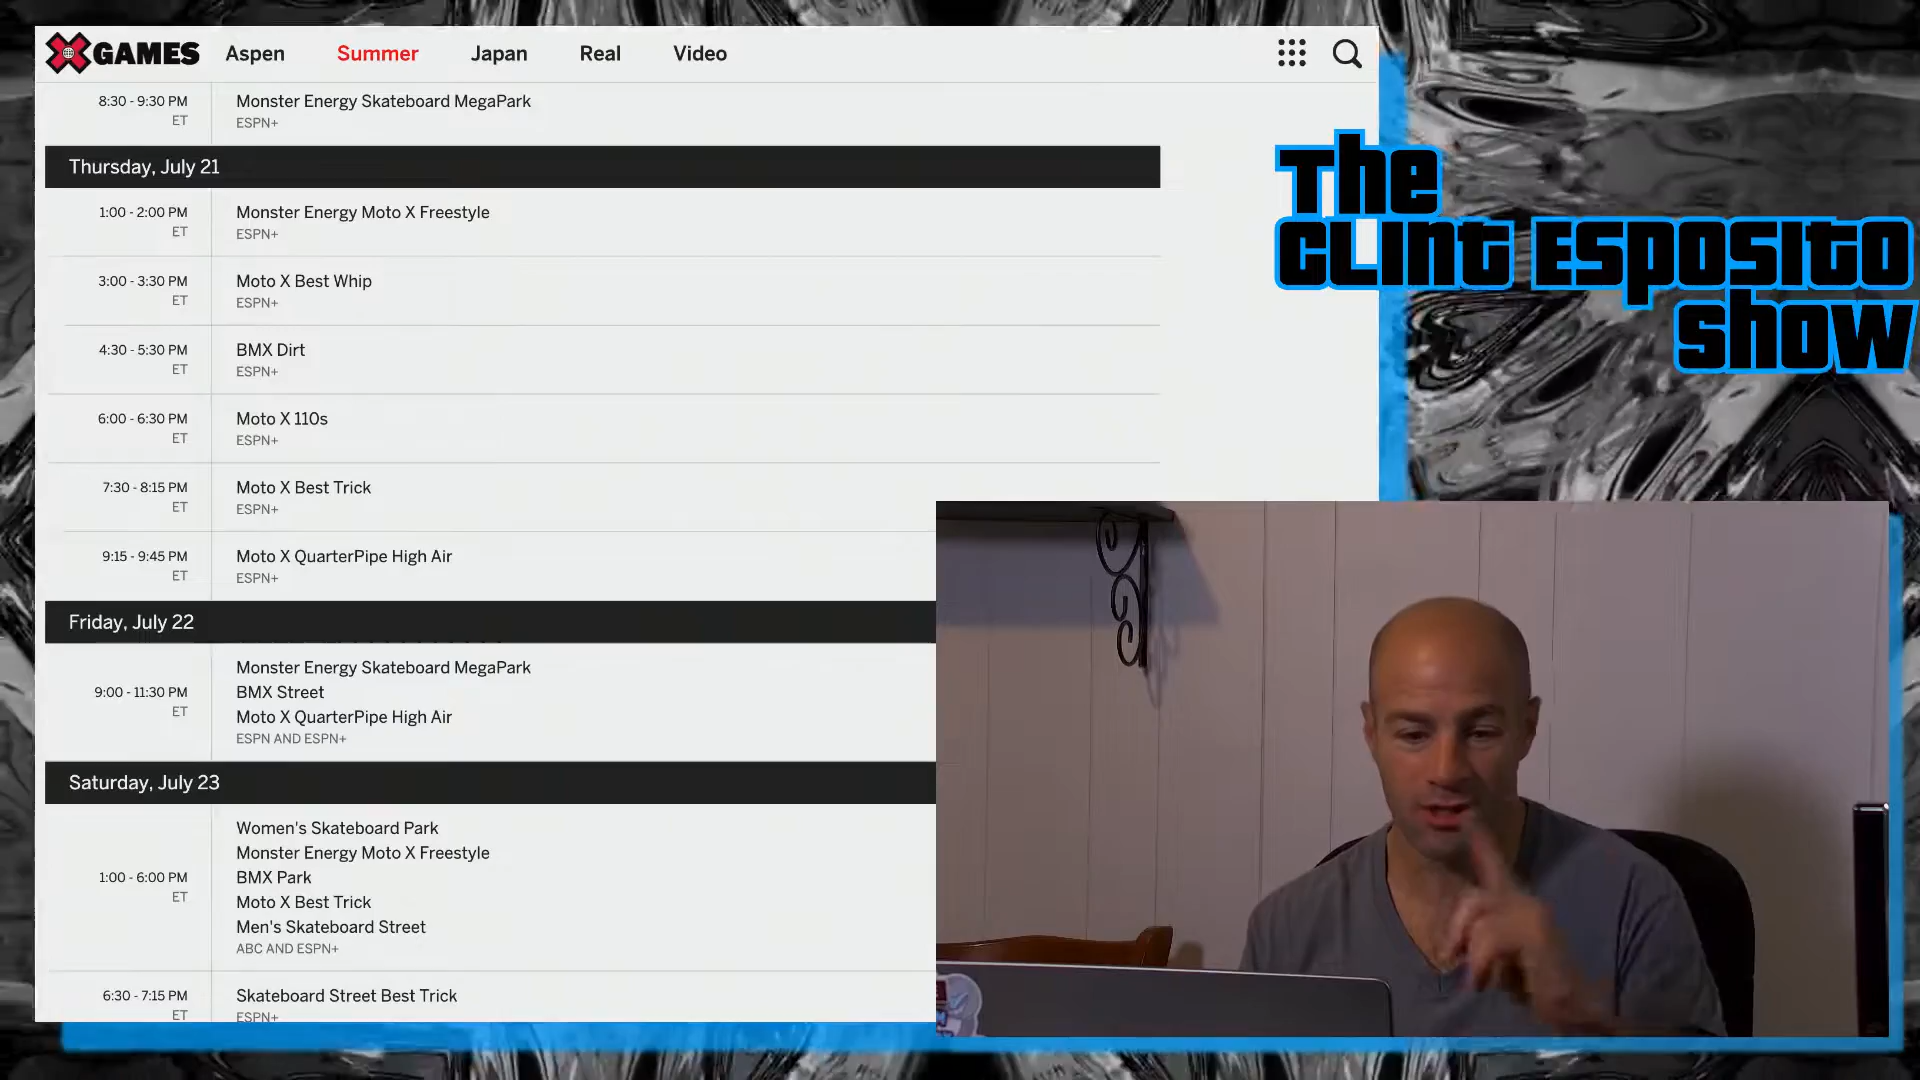 X GAMES Aspen Summer Japan Real Video
8:30 - 9:30 PM ET
Monster Energy Skateboard MegaPark
ESPN+
Thursday, July 21
1:00 - 2:00 PM ET
Monster Energy Moto X Freestyle
ESPN+
3:00 - 3:30 PM ET
Moto X Best Whip
ESPN+
4:30 - 5:30 PM ET
BMX Dirt
ESPN+
6:00 - 6:30 PM ET
Moto X 110s
ESPN+
7:30 - 8:15 PM ET
Moto X Best Trick
ESPN+
9:15 - 9:45 PM ET
Moto X QuarterPipe High Air
ESPN+
Friday, July 22
9:00 - 11:30 PM ET
Monster Energy Skateboard MegaPark
BMX Street
Moto X QuarterPipe High Air
ESPN AND ESPN+
Saturday, July 23
1:00 - 6:00 PM ET
Women's Skateboard Park
Monster Energy Moto X Freestyle
BMX Park
Moto X Best Trick
Men's Skateboard Street
ABC AND ESPN+
6:30 - 7:15 PM ET
Skateboard Street Best Trick
ESPN+
The
CLint Esposito
show